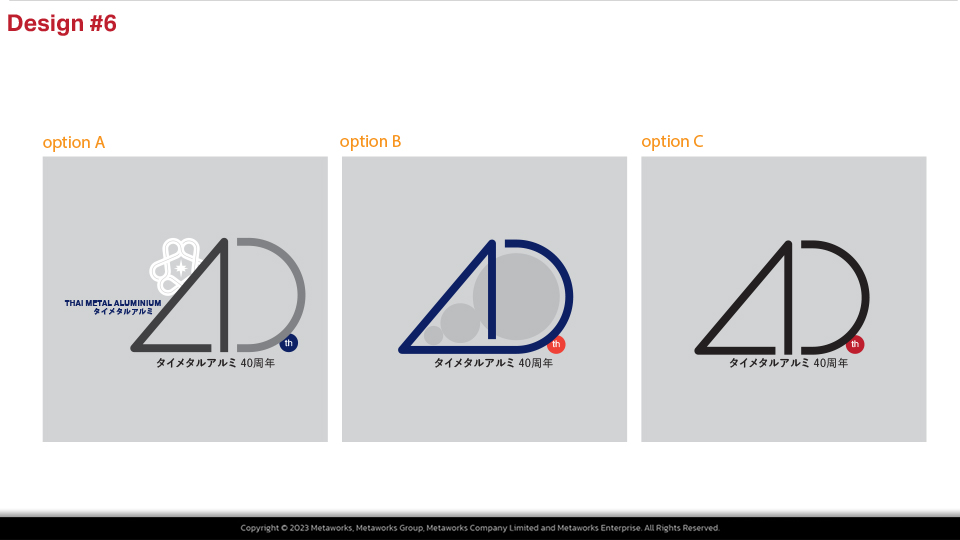 Design #6
option A
option B
option C
THAI METAL ALUMINIUM
タイメタルアルミ
40
th
タイメタルアルミ 40周年
40
th
タイメタルアルミ 40周年
40
th
タイメタルアルミ 40周年
Copyright © 2023 Metaworks, Metaworks Group, Metaworks Company Limited and Metaworks Enterprise. All Rights Reserved.